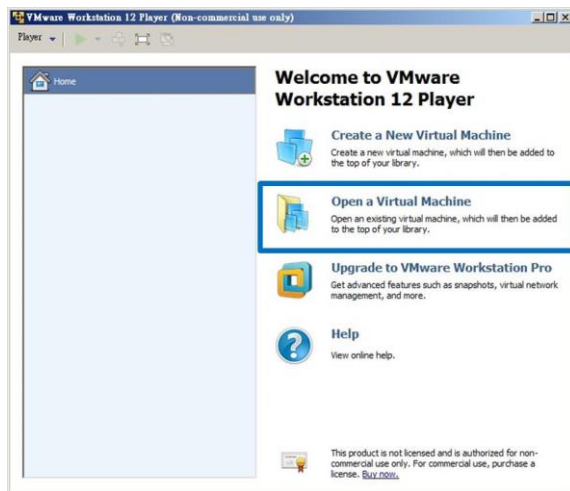 VMware Workstation 12 Player (Non-commercial use only)
Player
Home
Welcome to VMware
Workstation 12 Player
Create a New Virtual Machine
Create a new virtual machine, which will then be added to
the top of your library.
Open a Virtual Machine
Open an existing virtual machine, which will then be added
to the top of your library.
Upgrade to VMware Workstation Pro
Get advanced features such as snapshots, virtual network
management, and more.
Help
View online help.
This product is not licensed and is authorized for non-
commercial use only. For commercial use, purchase a
license. Buy now.